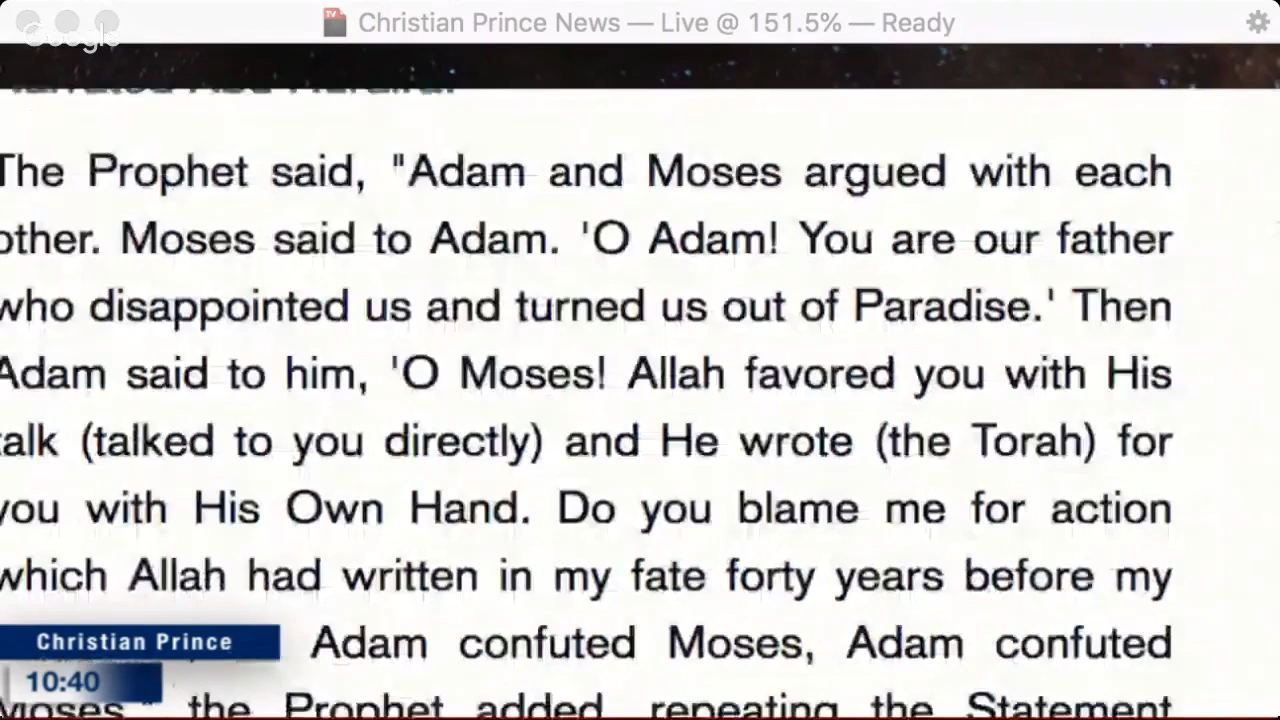 Christian Prince News — Live @ 151.5% — Ready
Google
The Prophet said, "Adam and Moses argued with each
other. Moses said to Adam. 'O Adam! You are our father
who disappointed us and turned us out of Paradise.' Then
Adam said to him, 'O Moses! Allah favored you with His
talk (talked to you directly) and He wrote (the Torah) for
you with His Own Hand. Do you blame me for action
which Allah had written in my fate forty years before my
Christian Prince
Adam confuted Moses, Adam confuted
10:40
Moses," the Prophet added, repeating the Statement